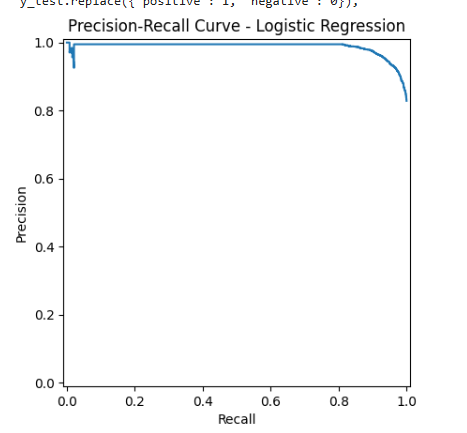 y_test.replace({'positive': 1, 'negative': 0}),
Precision-Recall Curve - Logistic Regression
1.0
0.8
0.6
0.4
0.2
0.0
Precision
0.0 0.2 0.4 0.6 0.8 1.0
Recall